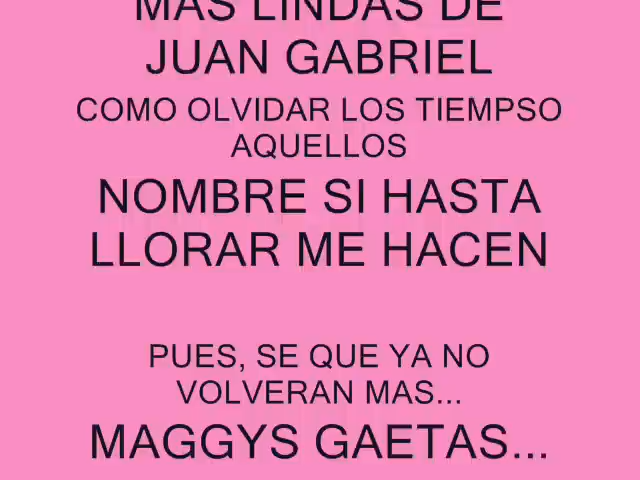 MAS LINDAS DE
JUAN GABRIEL
COMO OLVIDAR LOS TIEMPSO
AQUELLOS
NOMBRE SI HASTA
LLORAR ME HACEN
PUES, SE QUE YA NO
VOLVERAN MAS...
MAGGYS GAETAS...